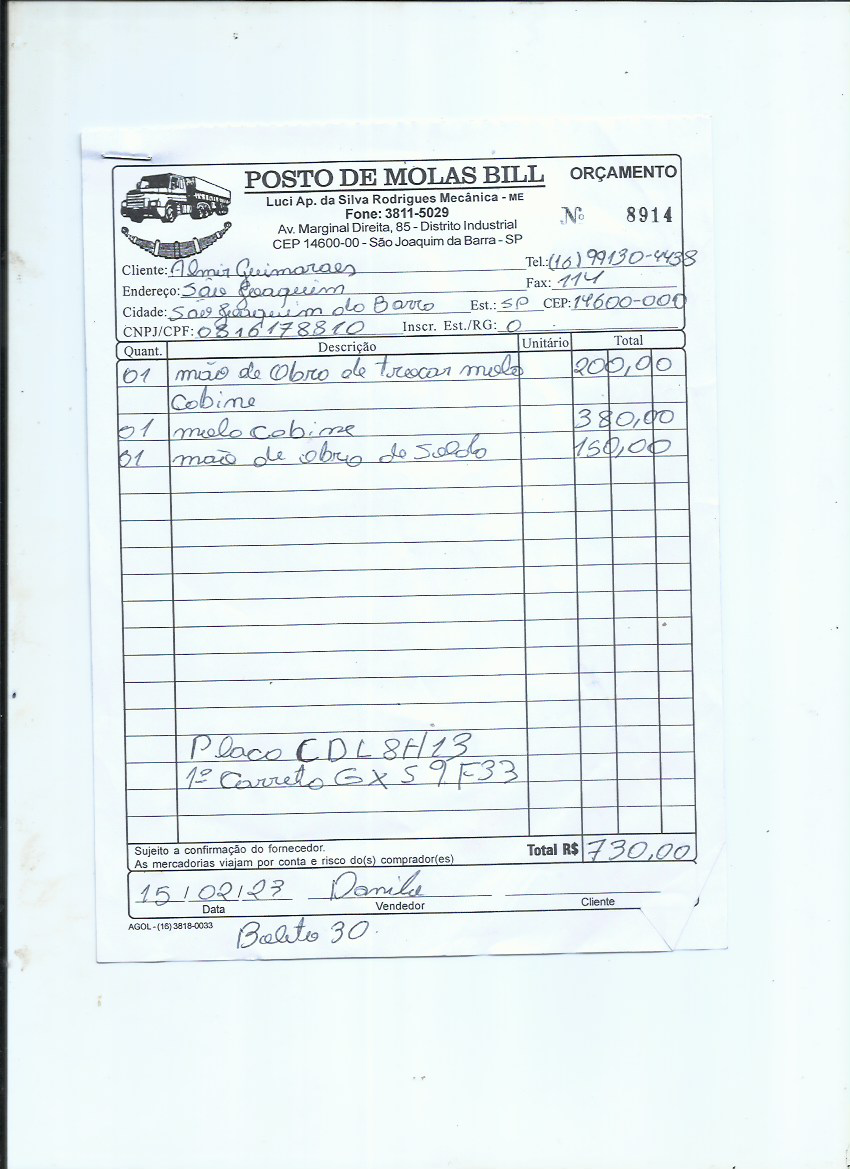 POSTO DE MOLAS BILL
ORÇAMENTO
Luci Ap. da Silva Rodrigues Mecânica - ME
Fone: 3811-5029
Av. Marginal Direita, 85 - Distrito Industrial
CEP 14600-00 - São Joaquim da Barra - SP
Nº 8914
Cliente: Almir Guimaraes Tel.: (16) 99130-4438
Endereço: São Joaquim Fax: 114
Cidade: São Joaquim da Barra Est.: SP CEP: 14600-000
CNPJ/CPF: 0816178810 Inscr. Est./RG: 0
Quant. Descrição Unitário Total
01 mão de Obra de trocar mola 200,00
Cabine
01 mola Cabine 380,00
01 mão de obra de Solda 150,00
Placa CDL8H13
1º Carreta GXS9F33
Sujeito a confirmação do fornecedor.
As mercadorias viajam por conta e risco do(s) comprador(es)
Total R$ 730,00
15/02/23 Danila
Data Vendedor Cliente
AGOL - (16) 3818-0033
Boleto 30